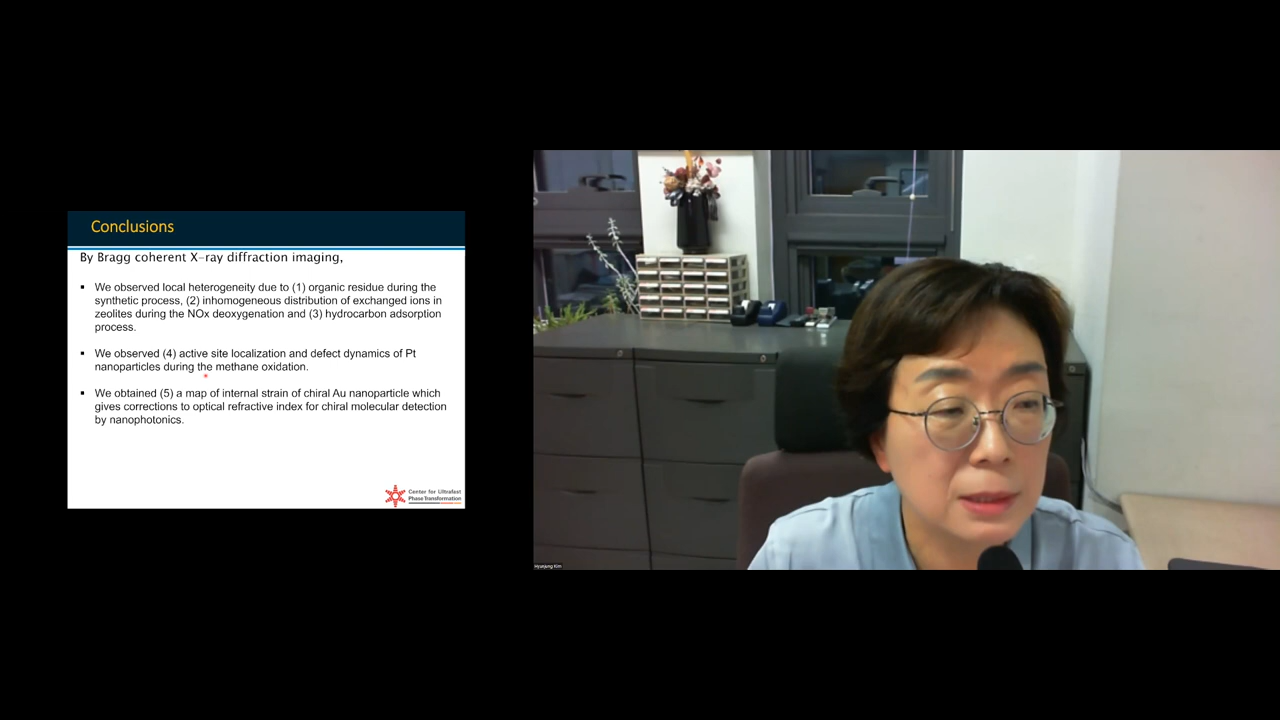 Conclusions
By Bragg coherent X-ray diffraction imaging,
▪ We observed local heterogeneity due to (1) organic residue during the
synthetic process, (2) inhomogeneous distribution of exchanged ions in
zeolites during the NOx deoxygenation and (3) hydrocarbon adsorption
process.
▪ We observed (4) active site localization and defect dynamics of Pt
nanoparticles during the methane oxidation.
▪ We obtained (5) a map of internal strain of chiral Au nanoparticle which
gives corrections to optical refractive index for chiral molecular detection
by nanophotonics.
Center for Ultrafast
Phase Transformation
Hyunjung Kim